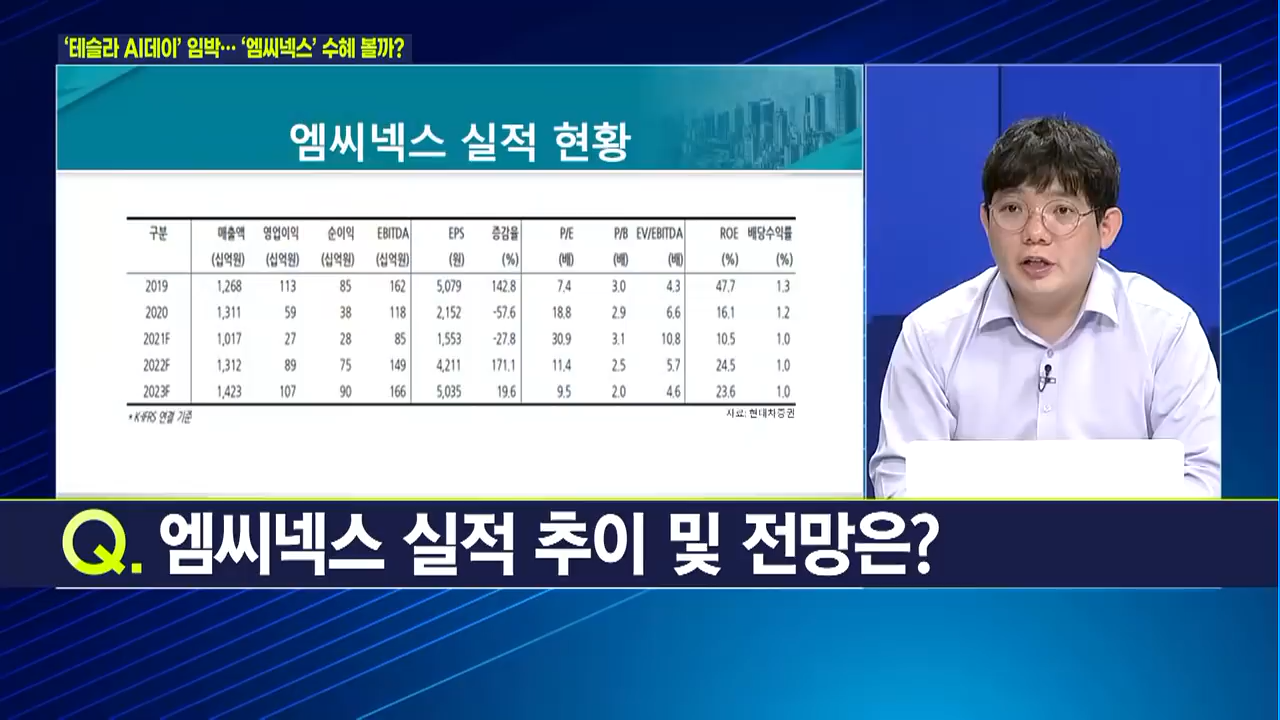 ‘테슬라 AI데이’ 임박… ‘엠씨넥스’ 수혜 볼까?
엠씨넥스 실적 현황
구분 매출액 영업이익 순이익 EBITDA EPS 증감율 P/E P/B EV/EBITDA ROE 배당수익률
(십억원) (십억원) (십억원) (십억원) (원) (%) (배) (배) (배) (%) (%)
2019 1,268 113 85 162 5,079 142.8 7.4 3.0 4.3 47.7 1.3
2020 1,311 59 38 118 2,152 -57.6 18.8 2.9 6.6 16.1 1.2
2021F 1,017 27 28 85 1,553 -27.8 30.9 3.1 10.8 10.5 1.0
2022F 1,312 89 75 149 4,211 171.1 11.4 2.5 5.7 24.5 1.0
2023F 1,423 107 90 166 5,035 19.6 9.5 2.0 4.6 23.6 1.0
* K-IFRS 연결 기준
자료: 현대차증권
Q. 엠씨넥스 실적 추이 및 전망은?